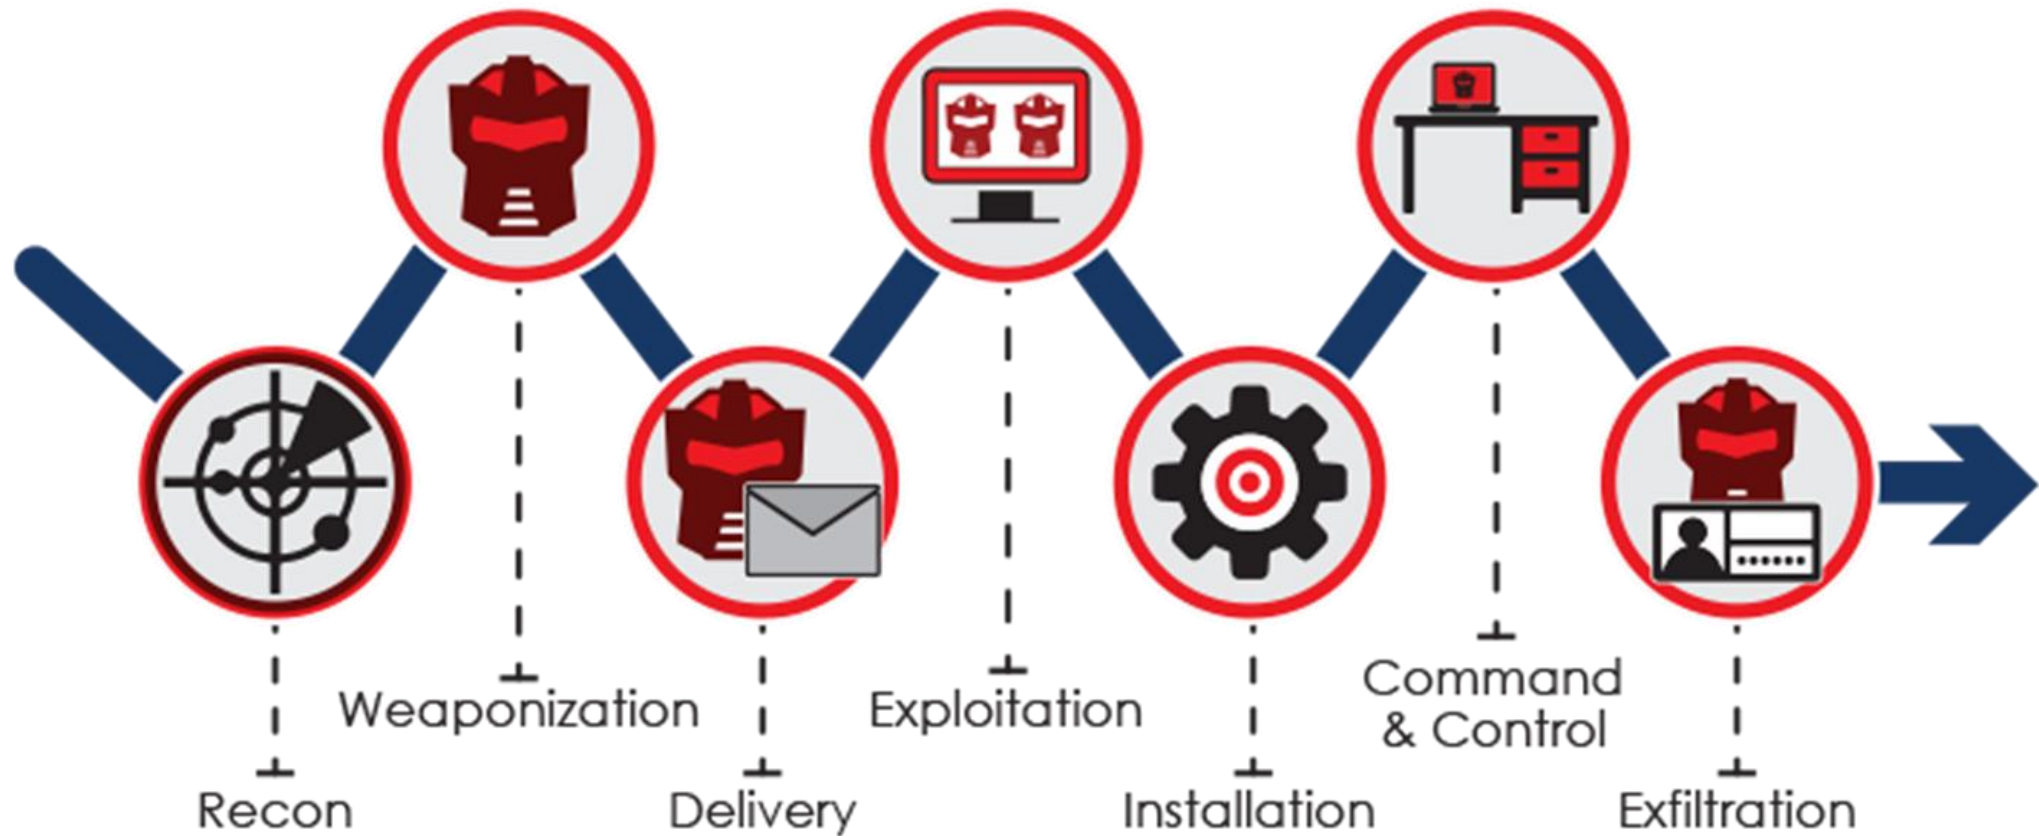 Recon
Weaponization
Delivery
Exploitation
Installation
Command
& Control
Exfiltration